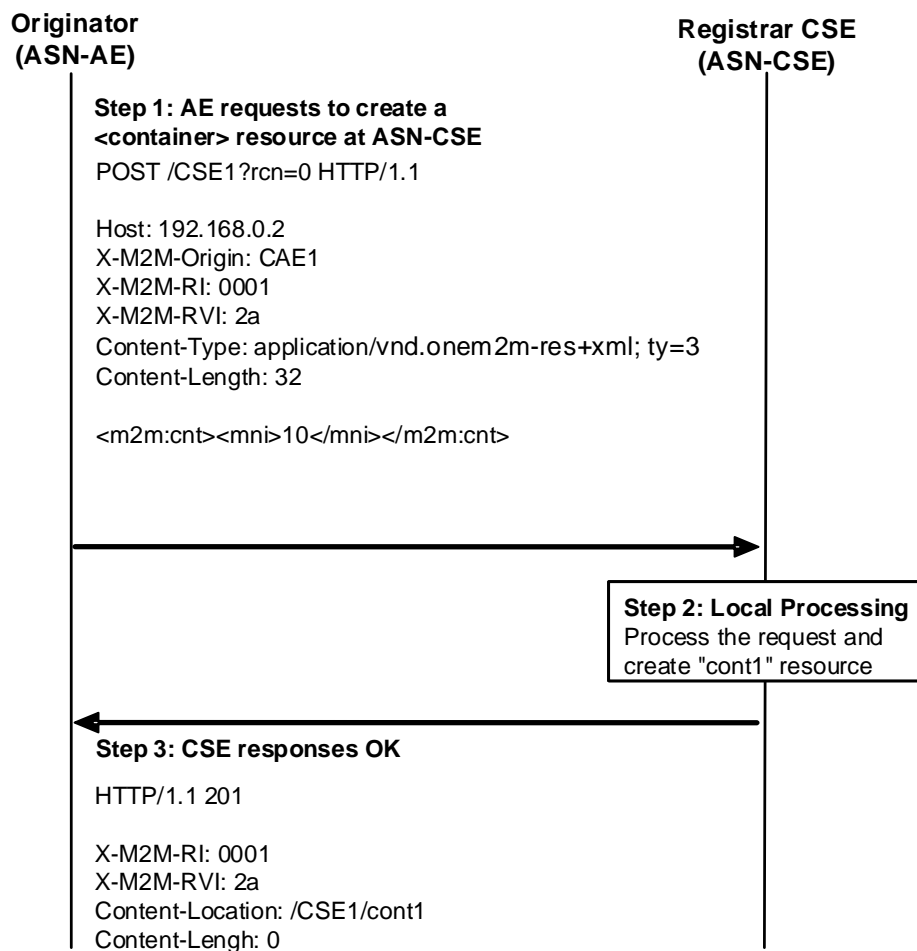 Originator
(ASN-AE)
Registrar CSE
(ASN-CSE)
Step 1: AE requests to create a
<container> resource at ASN-CSE
POST /CSE1?rcn=0 HTTP/1.1
Host: 192.168.0.2
X-M2M-Origin: CAE1
X-M2M-RI: 0001
X-M2M-RVI: 2a
Content-Type: application/vnd.onem2m-res+xml; ty=3
Content-Length: 32
<m2m:cnt><mni>10</mni></m2m:cnt>
Step 2: Local Processing
Process the request and
create "cont1" resource
Step 3: CSE responses OK
HTTP/1.1 201
X-M2M-RI: 0001
X-M2M-RVI: 2a
Content-Location: /CSE1/cont1
Content-Lengh: 0